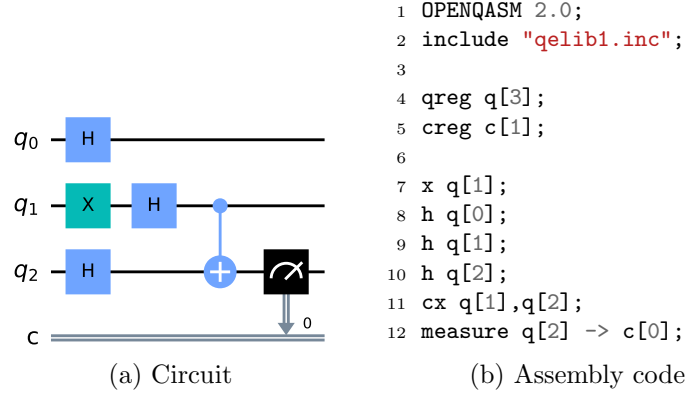 q0 H
q1 X H
q2 H
c 0
(a) Circuit
1 OPENQASM 2.0;
2 include "qelib1.inc";
3
4 qreg q[3];
5 creg c[1];
6
7 x q[1];
8 h q[0];
9 h q[1];
10 h q[2];
11 cx q[1],q[2];
12 measure q[2] -> c[0];
(b) Assembly code